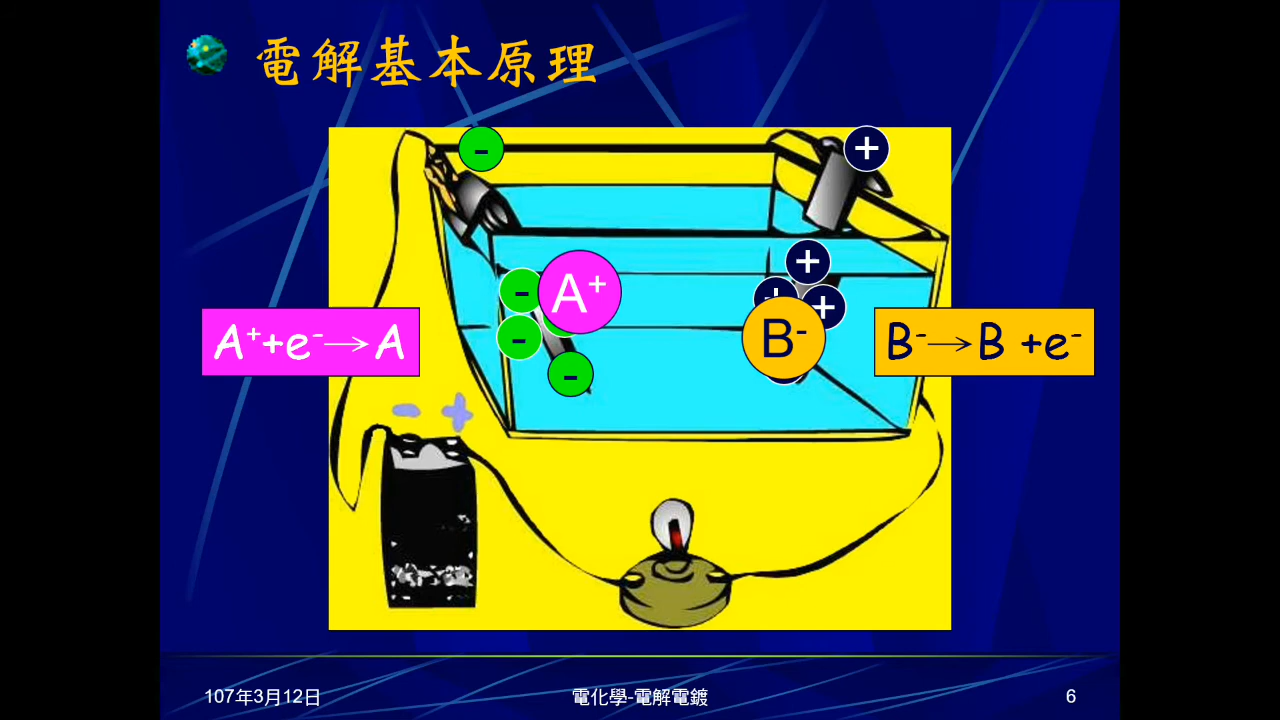 電解基本原理
-
+
+
-
A⁺
+
+
-
B⁻
-
A⁺+e⁻→A
B⁻→B +e⁻
- +
107年3月12日
電化學-電解電鍍
6